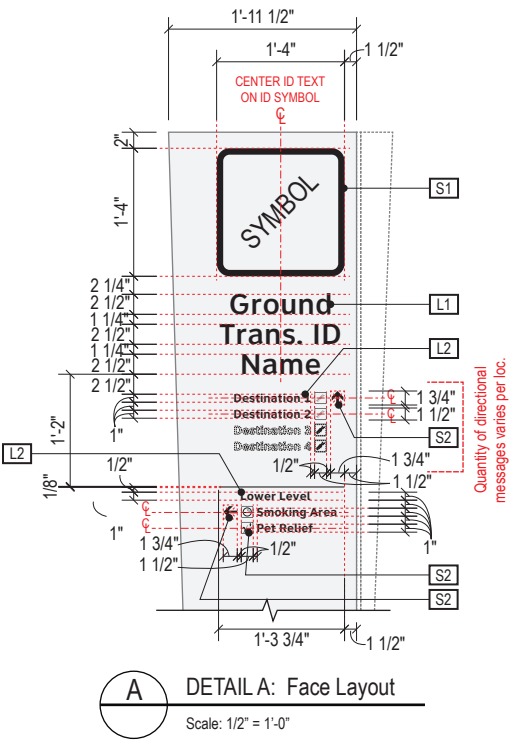 1'-11 1/2"
1'-4"
1 1/2"
CENTER ID TEXT
ON ID SYMBOL
℄
2"
1'-4"
SYMBOL
S1
2 1/4"
2 1/2"
1 1/4"
2 1/2"
1 1/4"
2 1/2"
2 1/2"
Ground
Trans. ID
Name
L1
L2
Destination 1
Destination 2
Destination 3
Destination 4
℄
℄
1 3/4"
1 1/2"
S2
Quantity of directional
messages varies per loc.
1"
1'-2"
L2
1/2"
1/8"
1/2"
1 3/4"
1 1/2"
Lower Level
Smoking Area
Pet Relief
℄
℄
1"
1"
1 3/4"
1 1/2"
1/2"
S2
S2
1'-3 3/4"
1 1/2"
A
DETAIL A: Face Layout
Scale: 1/2" = 1'-0"